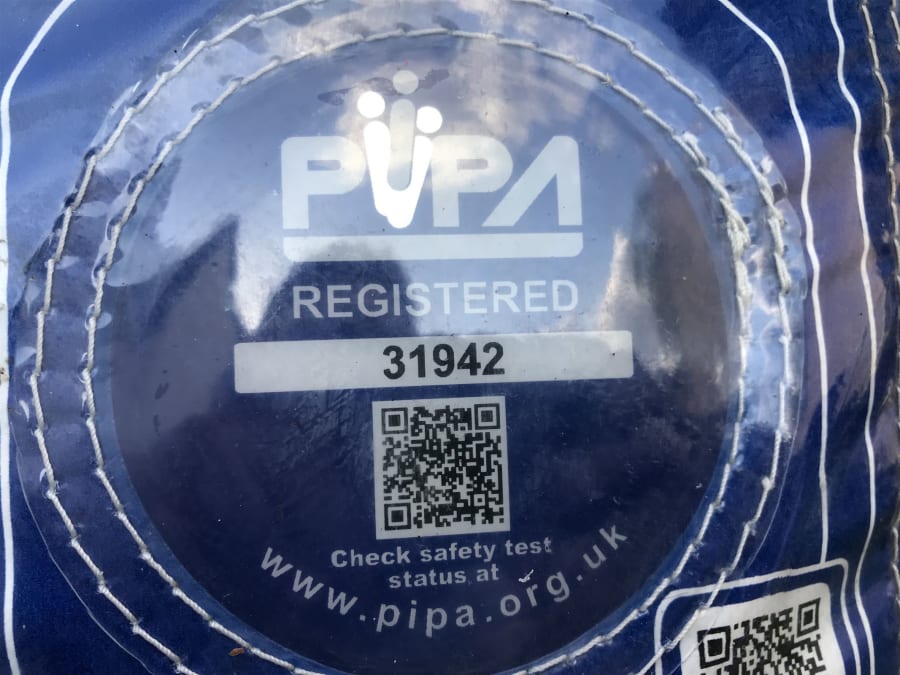 PIPA
REGISTERED
31942
Check safety test
status at
www.pipa.org.uk